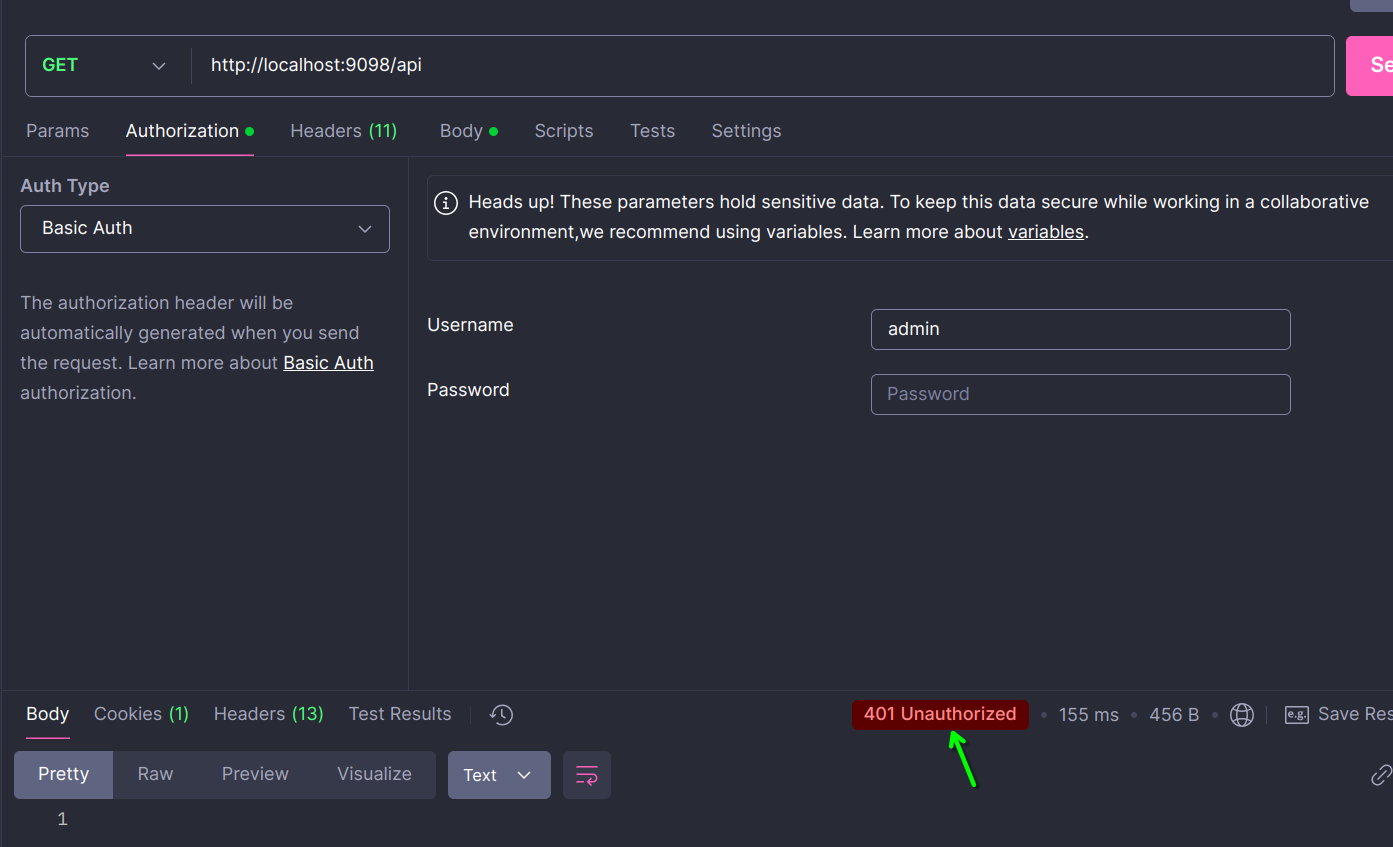 GET http://localhost:9098/api Se
Params Authorization Headers (11) Body Scripts Tests Settings
Auth Type
Basic Auth
The authorization header will be
automatically generated when you send
the request. Learn more about Basic Auth
authorization.
Heads up! These parameters hold sensitive data. To keep this data secure while working in a collaborative
environment,we recommend using variables. Learn more about variables.
Username admin
Password Password
Body Cookies (1) Headers (13) Test Results 401 Unauthorized 155 ms 456 B e.g. Save Res
Pretty Raw Preview Visualize Text
1